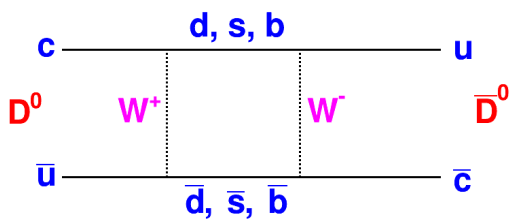 d, s, b
c u
D⁰ W⁺ W⁻ D̅⁰
u̅ c̅
d̅, s̅, b̅